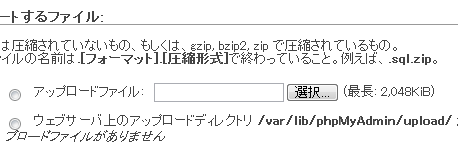 ートするファイル:
は圧縮されていないもの、もしくは、gzip, bzip2, zip で圧縮されているもの。
イルの名前は .[フォーマット].[圧縮形式]で終わっていること。例えば、.sql.zip。
アップロードファイル: 選択... (最長: 2,048KiB)
ウェブサーバ上のアップロードディレクトリ /var/lib/phpMyAdmin/upload/
プロードファイルがありません